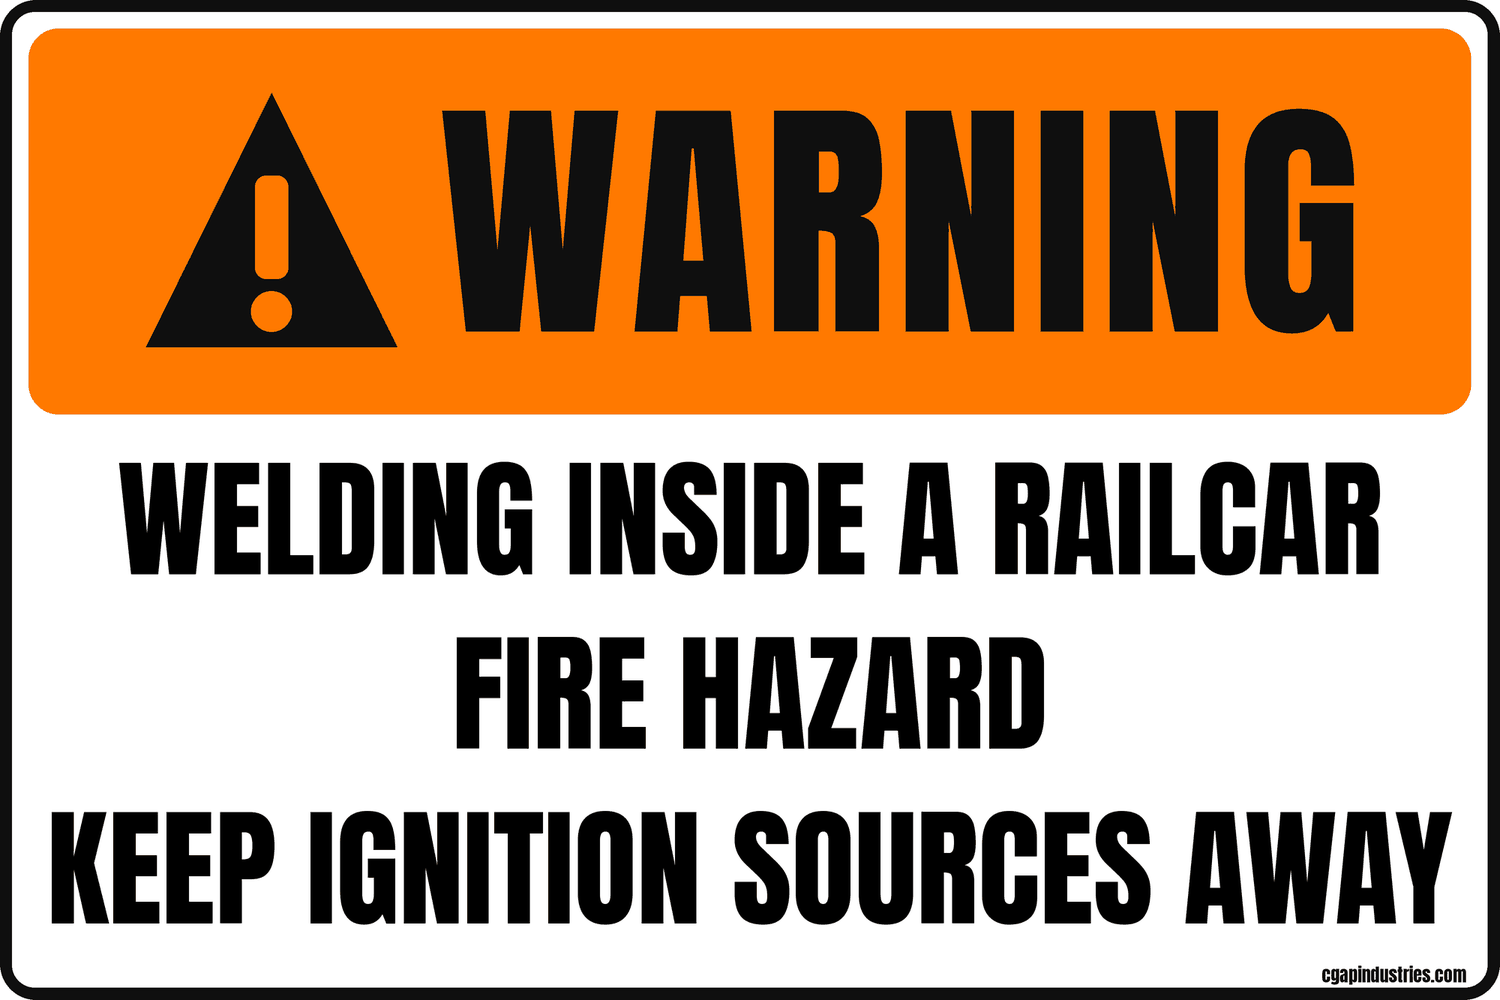 WARNING
WELDING INSIDE A RAILCAR
FIRE HAZARD
KEEP IGNITION SOURCES AWAY
cgapindustries.com